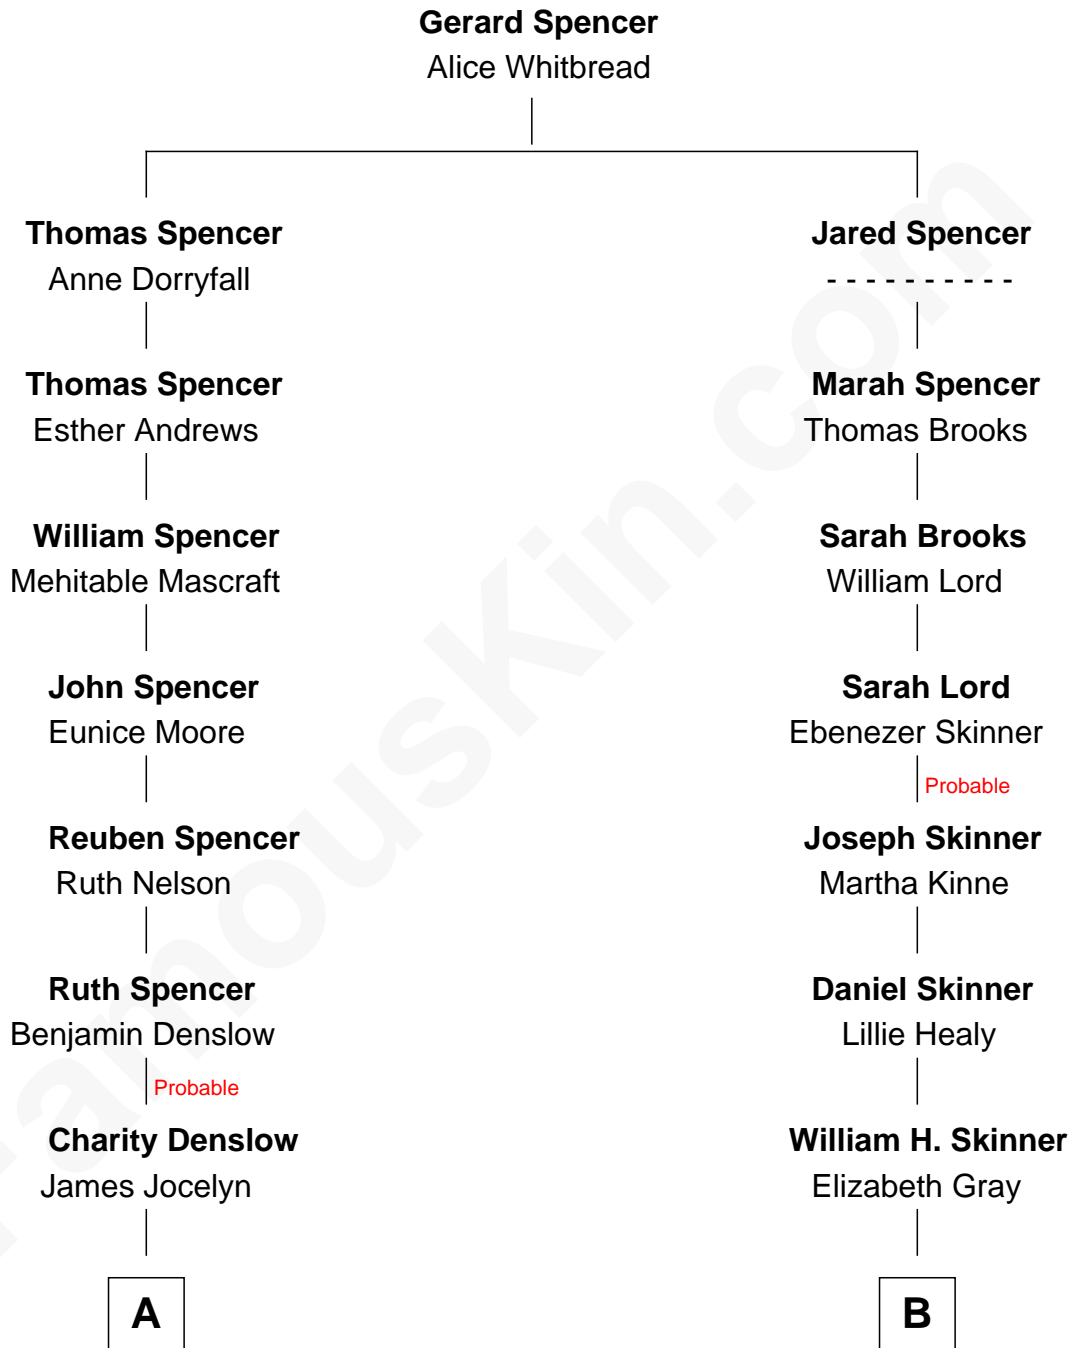 Gerard Spencer
Alice Whitbread
Thomas Spencer
Anne Dorryfall
Thomas Spencer
Esther Andrews
William Spencer
Mehitable Mascraft
John Spencer
Eunice Moore
Reuben Spencer
Ruth Nelson
Ruth Spencer
Benjamin Denslow
Probable
Charity Denslow
James Jocelyn
A
Jared Spencer
- - - - - - - - - -
Marah Spencer
Thomas Brooks
Sarah Brooks
William Lord
Sarah Lord
Ebenezer Skinner
Probable
Joseph Skinner
Martha Kinne
Daniel Skinner
Lillie Healy
William H. Skinner
Elizabeth Gray
B
FamousKin.com